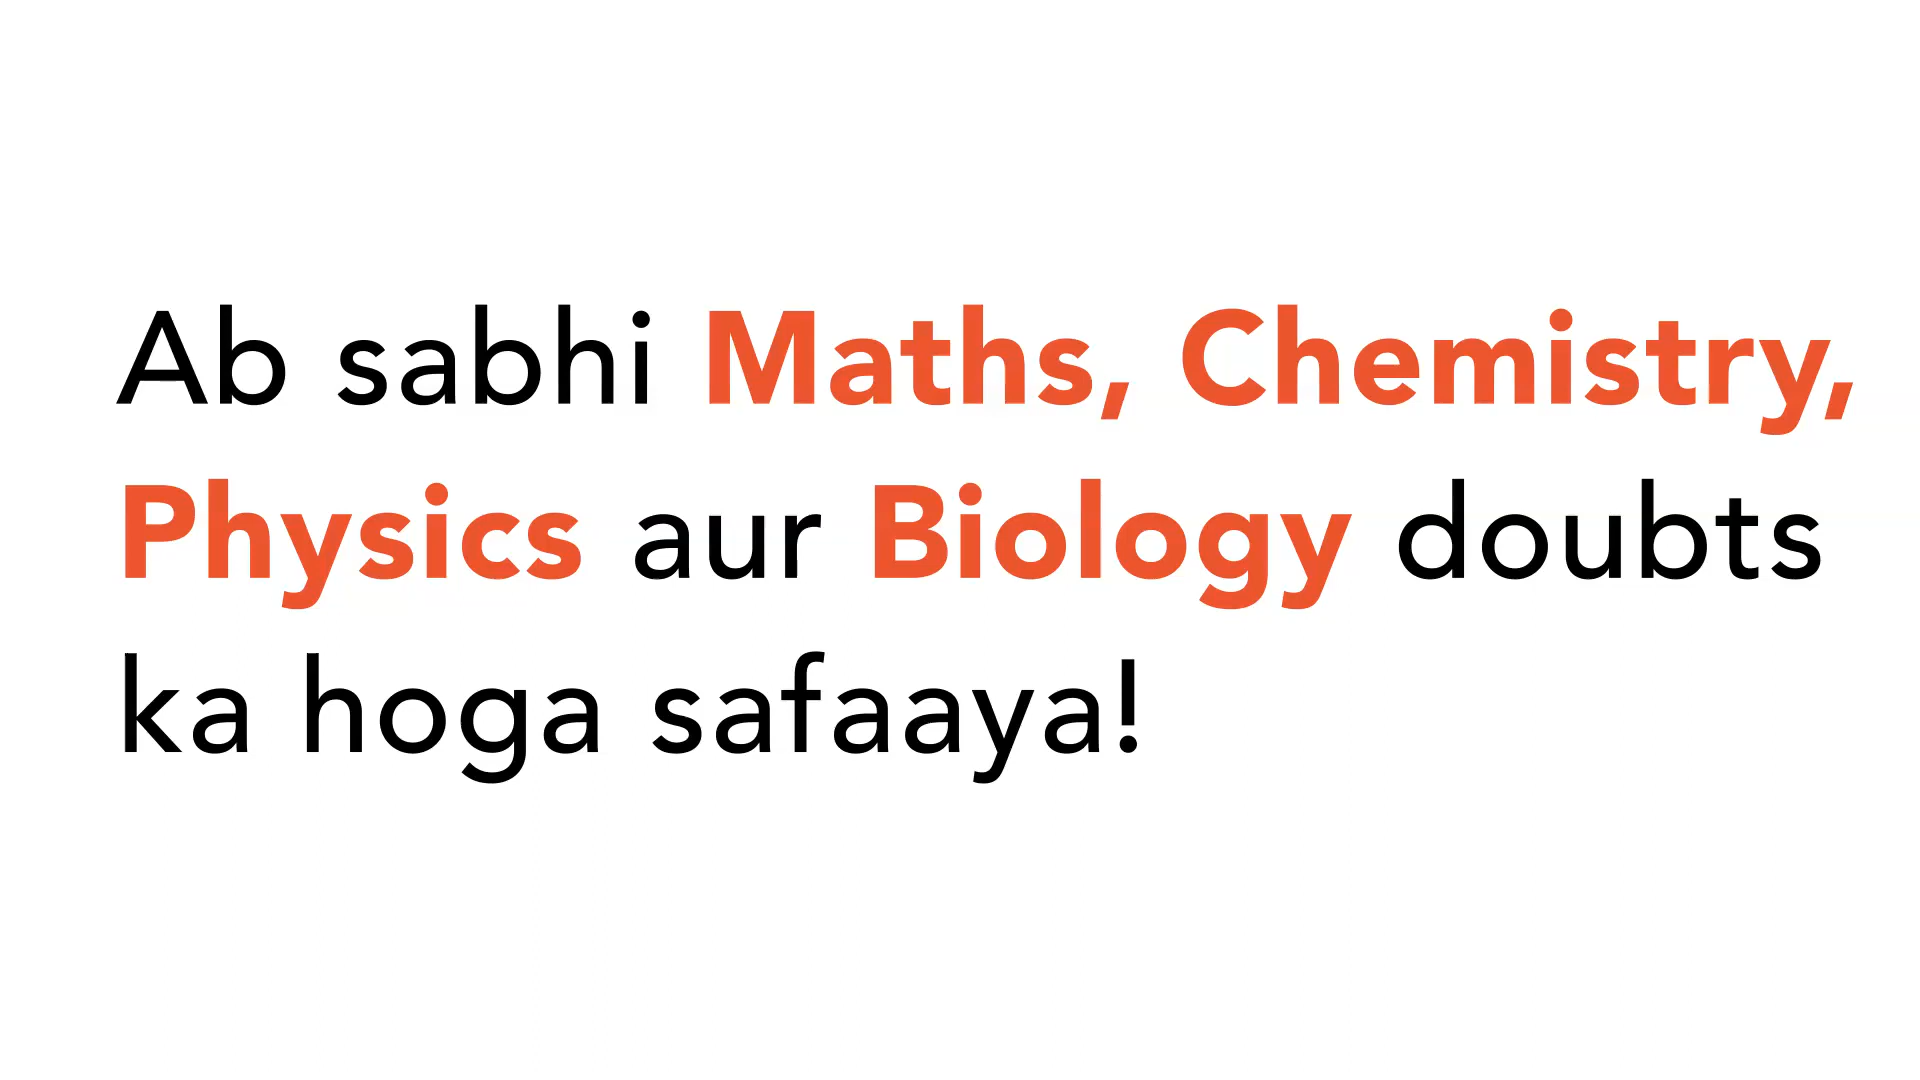 Ab sabhi Maths, Chemistry,
Physics aur Biology doubts
ka hoga safaaya!